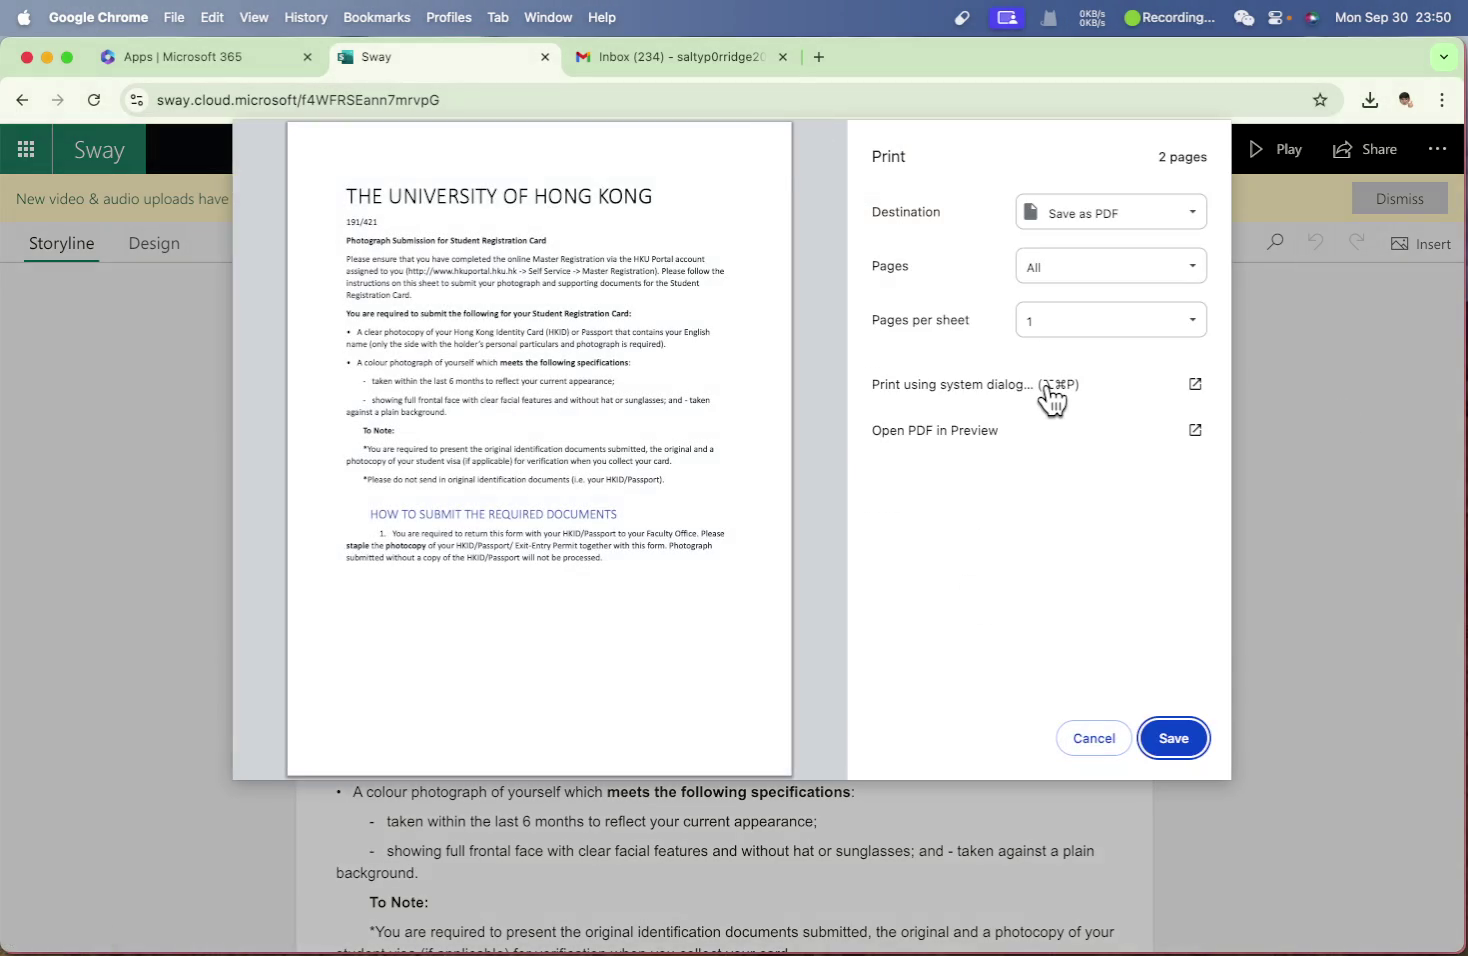 Google Chrome File Edit View History Bookmarks Profiles Tab Window Help 0KB/s 0KB/s Recording... Mon Sep 30 23:50
Apps | Microsoft 365 Sway Inbox (234) - saltyp0rridge20
sway.cloud.microsoft/f4WFRSEann7mrvpG
Sway Play Share
New video & audio uploads have Dismiss
Storyline Design Insert
THE UNIVERSITY OF HONG KONG
191/421
Photograph Submission for Student Registration Card
Please ensure that you have completed the online Master Registration via the HKU Portal account
assigned to you (http://www.hkuportal.hku.hk -> Self Service -> Master Registration). Please follow the
instructions on this sheet to submit your photograph and supporting documents for the Student
Registration Card.
You are required to submit the following for your Student Registration Card:
• A clear photocopy of your Hong Kong Identity Card (HKID) or Passport that contains your English
name (only the side with the holder's personal particulars and photograph is required).
• A colour photograph of yourself which meets the following specifications:
- taken within the last 6 months to reflect your current appearance;
- showing full frontal face with clear facial features and without hat or sunglasses; and - taken
against a plain background.
To Note:
*You are required to present the original identification documents submitted, the original and a
photocopy of your student visa (if applicable) for verification when you collect your card.
*Please do not send in original identification documents (i.e. your HKID/Passport).
HOW TO SUBMIT THE REQUIRED DOCUMENTS
1. You are required to return this form with your HKID/Passport to your Faculty Office. Please
staple the photocopy of your HKID/Passport/ Exit-Entry Permit together with this form. Photograph
submitted without a copy of the HKID/Passport will not be processed.
Print 2 pages
Destination Save as PDF
Pages All
Pages per sheet 1
Print using system dialog... (⌥⌘P)
Open PDF in Preview
Cancel Save
• A colour photograph of yourself which meets the following specifications:
- taken within the last 6 months to reflect your current appearance;
- showing full frontal face with clear facial features and without hat or sunglasses; and - taken against a plain
background.
To Note:
*You are required to present the original identification documents submitted, the original and a photocopy of your
student visa (if applicable) for verification when you collect your card.